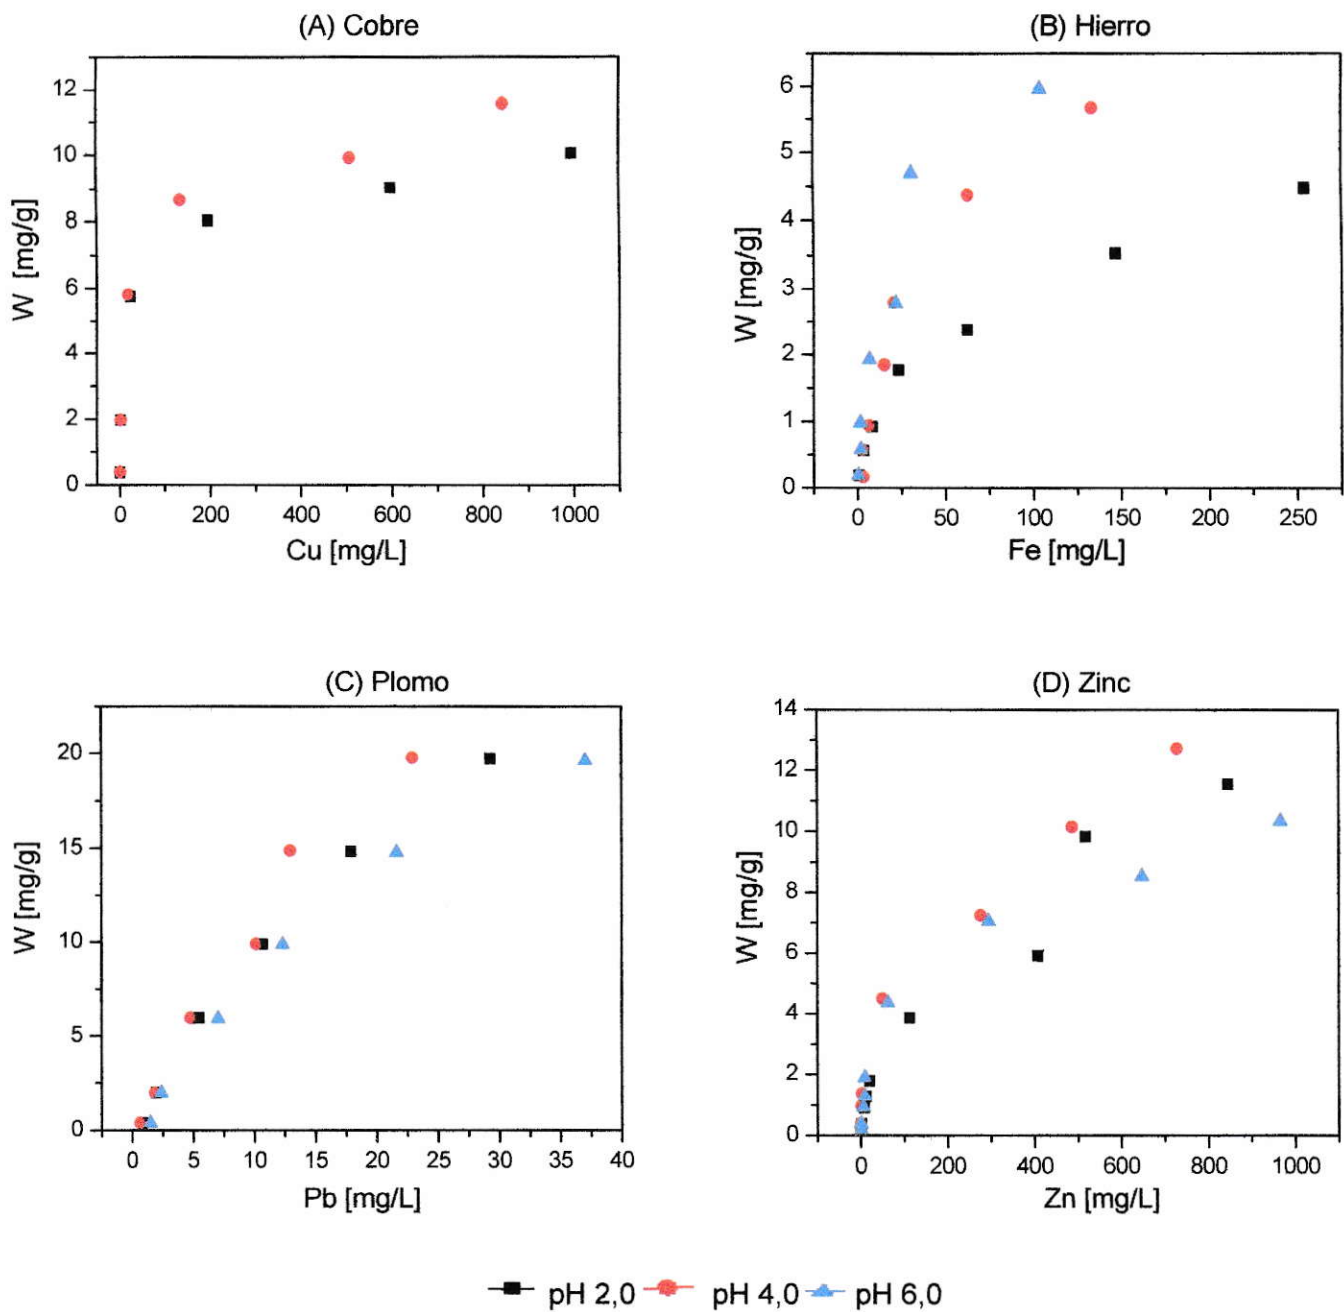 (A) Cobre
(B) Hierro
12
10
8
6
4
2
0
W [mg/g]
0 200 400 600 800 1000
Cu [mg/L]
6
5
4
3
2
1
0
W [mg/g]
0 50 100 150 200 250
Fe [mg/L]
(C) Plomo
(D) Zinc
20
15
10
5
0
W [mg/g]
0 5 10 15 20 25 30 35 40
Pb [mg/L]
14
12
10
8
6
4
2
0
W [mg/g]
0 200 400 600 800 1000
Zn [mg/L]
pH 2,0 pH 4,0 pH 6,0